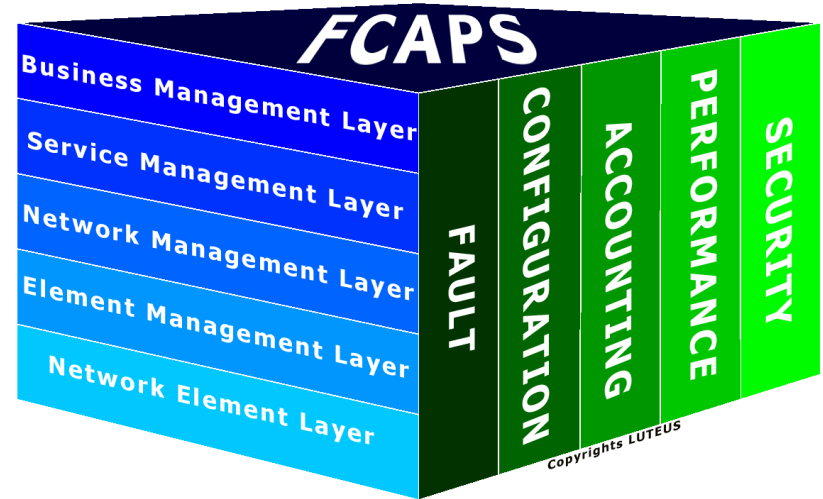 FCAPS
Business Management Layer
Service Management Layer
Network Management Layer
Element Management Layer
Network Element Layer
FAULT
CONFIGURATION
ACCOUNTING
PERFORMANCE
SECURITY
Copyrights LUTEUS